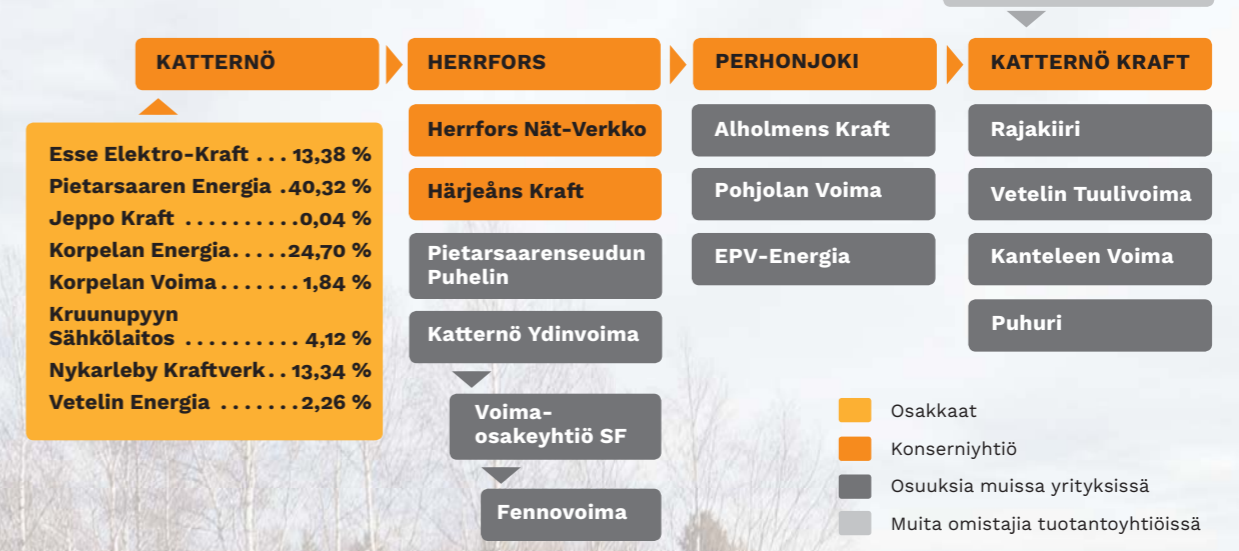 KATTERNÖ
Esse Elektro-Kraft . . . 13,38 %
Pietarsaaren Energia .40,32 %
Jeppo Kraft . . . . . . . . . .0,04 %
Korpelan Energia. . . . .24,70 %
Korpelan Voima . . . . . . . 1,84 %
Kruunupyyn
Sähkölaitos . . . . . . . . . . 4,12 %
Nykarleby Kraftverk. . 13,34 %
Vetelin Energia . . . . . . .2,26 %
HERRFORS
Herrfors Nät-Verkko
Härjeåns Kraft
Pietarsaarenseudun
Puhelin
Katternö Ydinvoima
Voima-
osakeyhtiö SF
Fennovoima
PERHONJOKI
Alholmens Kraft
Pohjolan Voima
EPV-Energia
KATTERNÖ KRAFT
Rajakiiri
Vetelin Tuulivoima
Kanteleen Voima
Puhuri
Osakkaat
Konserniyhtiö
Osuuksia muissa yrityksissä
Muita omistajia tuotantoyhtiöissä